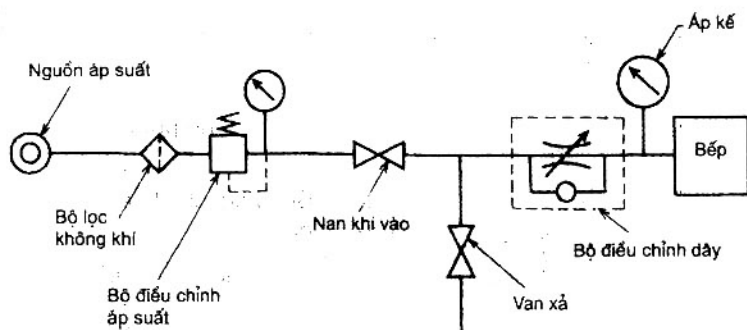 Áp kế
Nguồn áp suất
Bếp
Bộ lọc
không khí
Nan khi vào
Bộ điều chỉnh dây
Bộ điều chỉnh
áp suất
Van xả